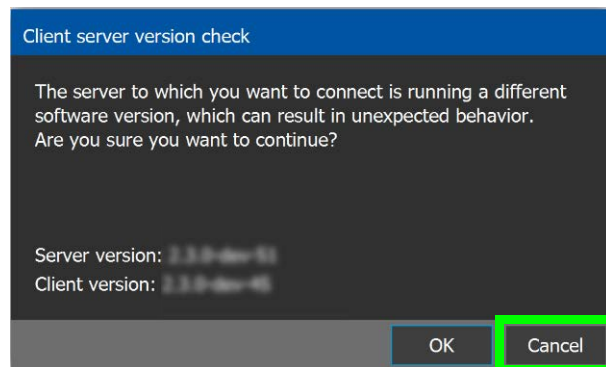 Client server version check
The server to which you want to connect is running a different
software version, which can result in unexpected behavior.
Are you sure you want to continue?
Server version:
Client version:
OK
Cancel